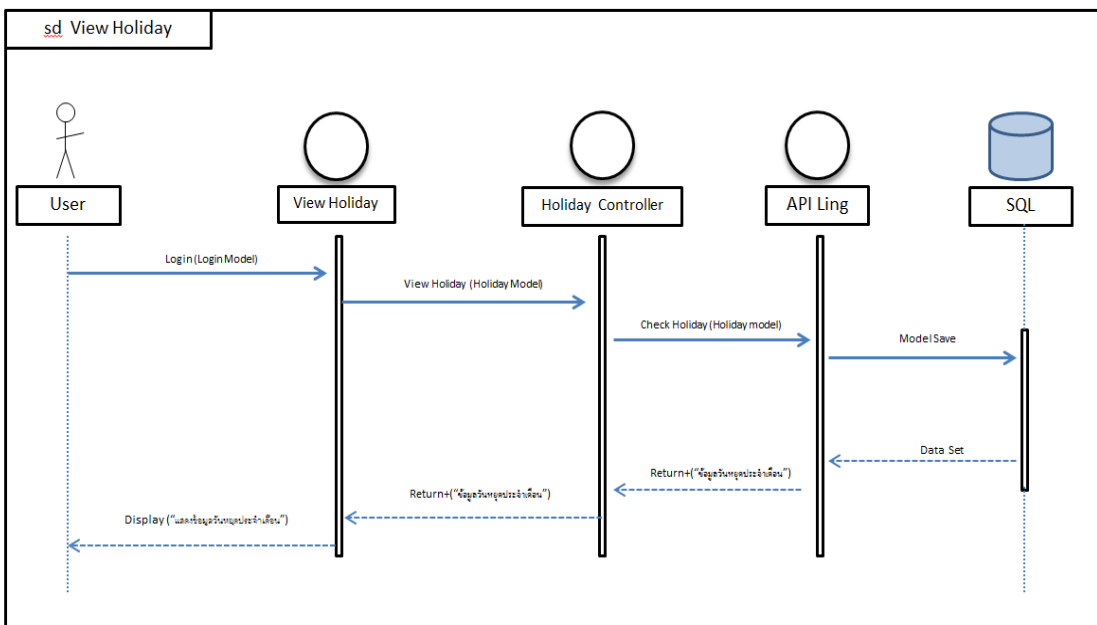 sd View Holiday
User
View Holiday
Holiday Controller
API Ling
SQL
Login (Login Model)
View Holiday (Holiday Model)
Check Holiday (Holiday model)
Model Save
Data Set
Return+("ข้อมูลวันหยุดประจำเดือน")
Return+("ข้อมูลวันหยุดประจำเดือน")
Display ("แสดงข้อมูลวันหยุดประจำเดือน")